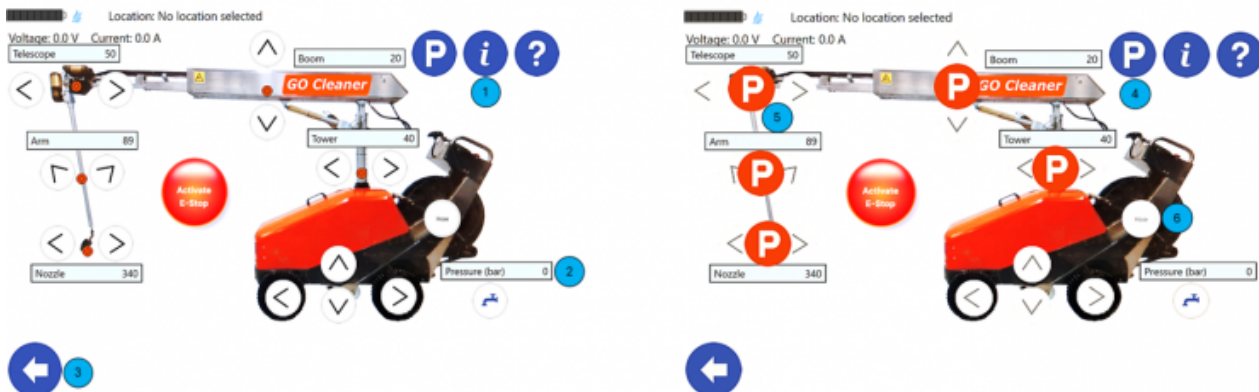 Location: No location selected
Voltage: 0.0 V Current: 0.0 A
Telescope 50
Boom 20
P i ?
1
GO Cleaner
Arm 89
Tower 40
Activate
E-Stop
Nozzle 340
Pressure (bar) 0
2
3
Location: No location selected
Voltage: 0.0 V Current: 0.0 A
Telescope 50
Boom 20
P i ?
4
P
P
GO Cleaner
5
Arm 89
Tower 40
P
P
Activate
E-Stop
6
P
Nozzle 340
Pressure (bar) 0